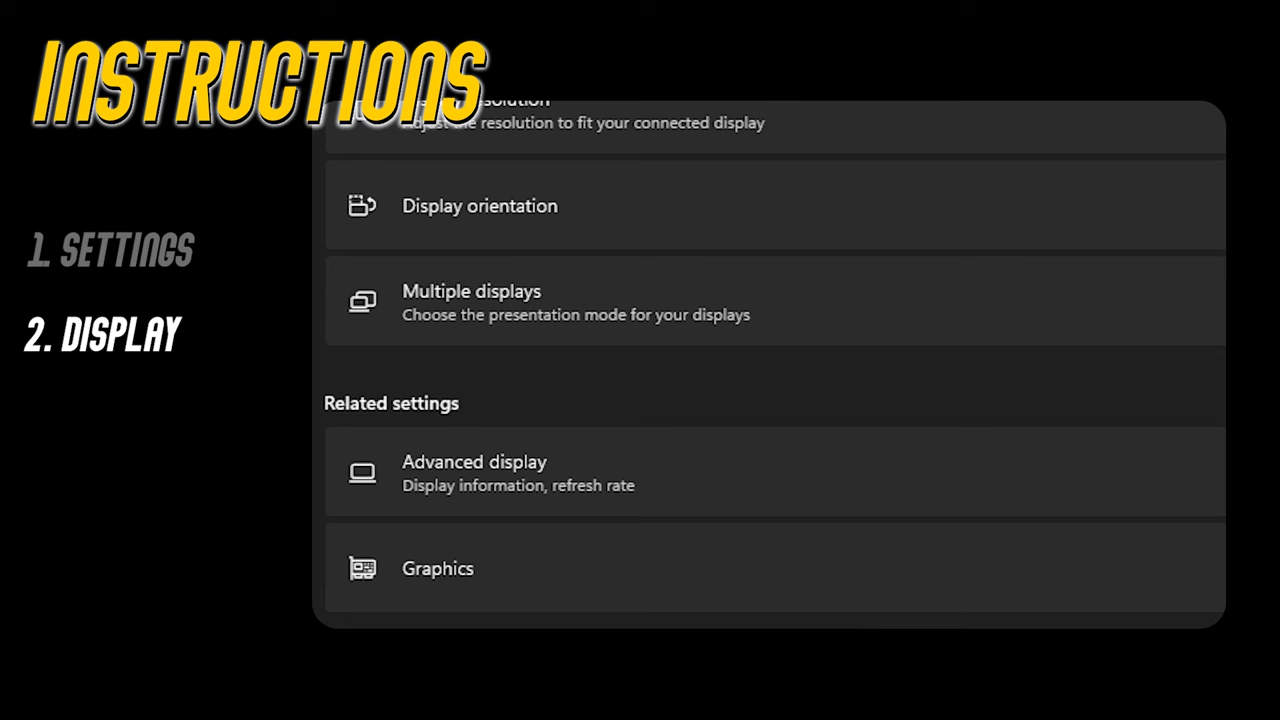 INSTRUCTIONS
resolution
Adjust the resolution to fit your connected display
1. SETTINGS
2. DISPLAY
Display orientation
Multiple displays
Choose the presentation mode for your displays
Related settings
Advanced display
Display information, refresh rate
Graphics